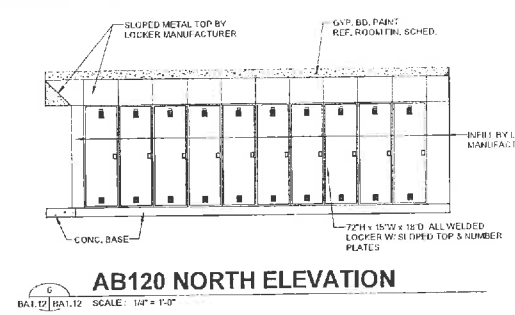 SLOPED METAL TOP BY
LOCKER MANUFACTURER
GYP. BD. PAINT
REF. ROOM FIN. SCHED.
INFILL BY L
MANUFACT
72"H x 15"W x 18"D ALL WELDED
LOCKER W/ SLOPED TOP & NUMBER
PLATES
CONC. BASE
6
BA1.12 BA1.12
AB120 NORTH ELEVATION
SCALE: 1/4" = 1'-0"